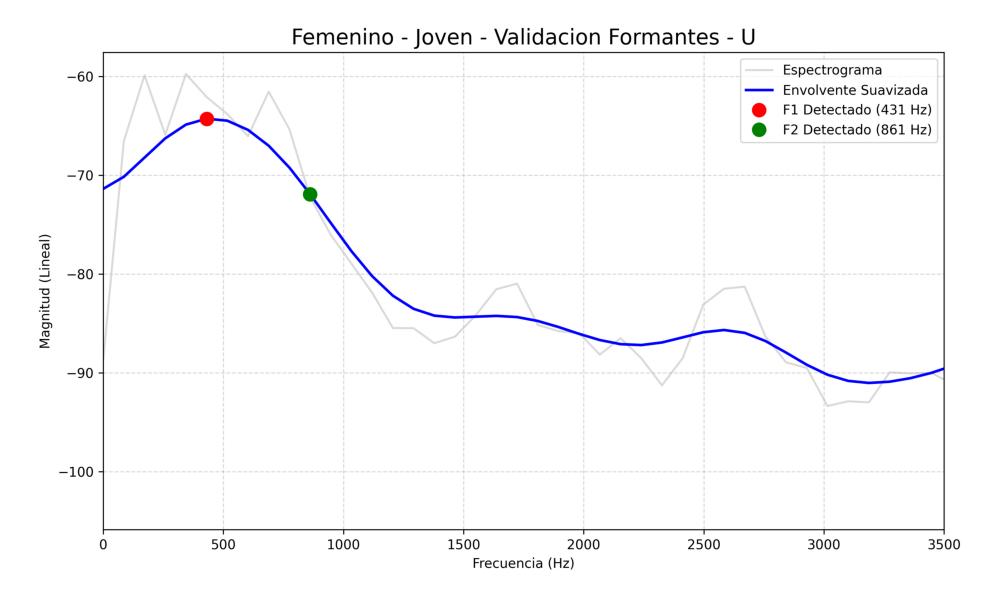 Femenino - Joven - Validacion Formantes - U
Espectrograma
Envolvente Suavizada
F1 Detectado (431 Hz)
F2 Detectado (861 Hz)
Magnitud (Lineal)
−60
−70
−80
−90
−100
0 500 1000 1500 2000 2500 3000 3500
Frecuencia (Hz)